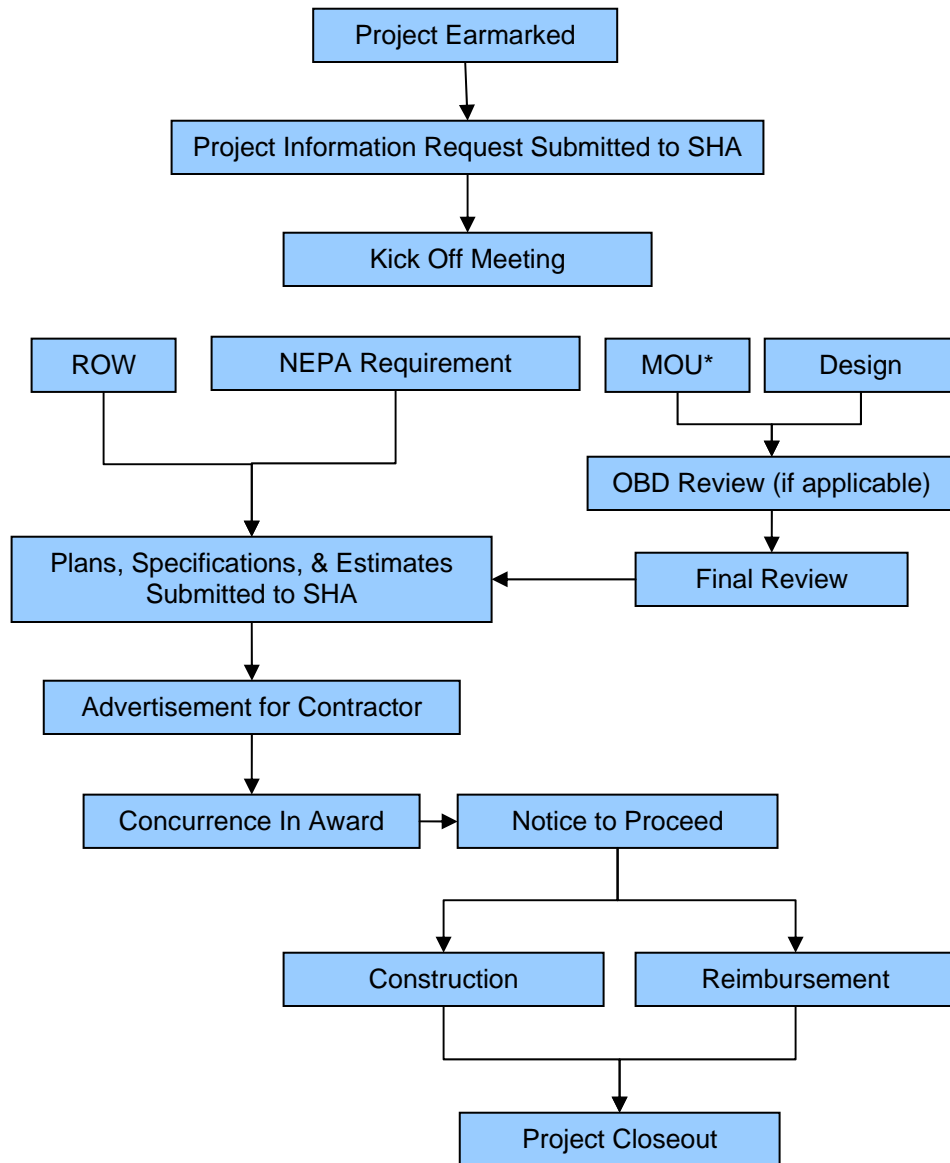 Project Earmarked
Project Information Request Submitted to SHA
Kick Off Meeting
ROW
NEPA Requirement
MOU*
Design
OBD Review (if applicable)
Plans, Specifications, & Estimates
Submitted to SHA
Final Review
Advertisement for Contractor
Concurrence In Award
Notice to Proceed
Construction
Reimbursement
Project Closeout